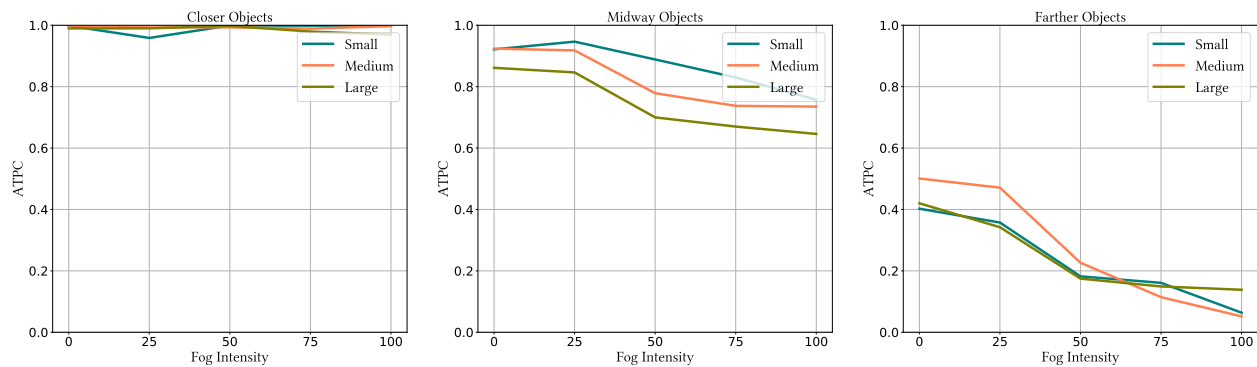 Closer Objects
1.0
0.8
0.6
0.4
0.2
0.0
ATPC
Small
Medium
Large
0 25 50 75 100
Fog Intensity
Midway Objects
1.0
0.8
0.6
0.4
0.2
0.0
ATPC
Small
Medium
Large
0 25 50 75 100
Fog Intensity
Farther Objects
1.0
0.8
0.6
0.4
0.2
0.0
ATPC
Small
Medium
Large
0 25 50 75 100
Fog Intensity